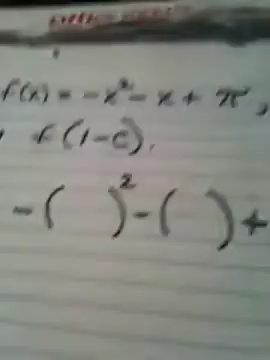 f(x) = -x² - x + π,
f(1-c).
-( )² - ( ) +